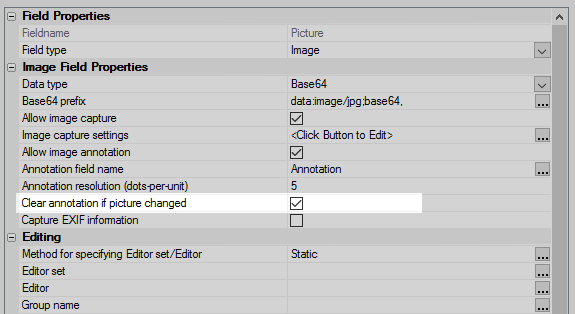 Field Properties
Fieldname Picture
Field type Image
Image Field Properties
Data type Base64
Base64 prefix data:image/jpg;base64,
Allow image capture
Image capture settings <Click Button to Edit>
Allow image annotation
Annotation field name Annotation
Annotation resolution (dots-per-unit) 5
Clear annotation if picture changed
Capture EXIF information
Editing
Method for specifying Editor set/Editor Static
Editor set
Editor
Group name